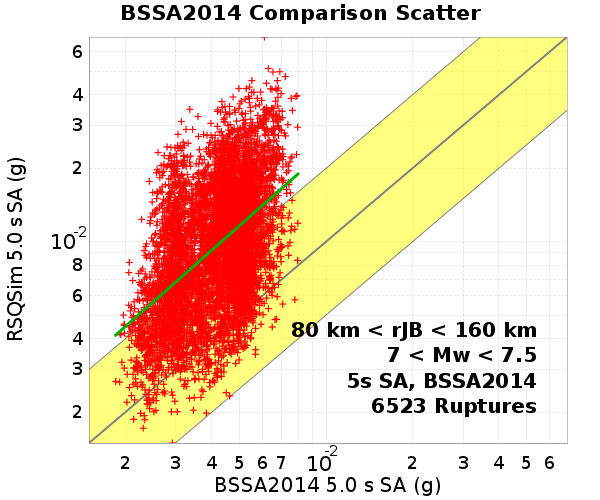 BSSA2014 Comparison Scatter
RSQSim 5.0 s SA (g)
6
4
3
2
10-2
8
6
4
3
2
80 km < rJB < 160 km
7 < Mw < 7.5
5s SA, BSSA2014
6523 Ruptures
2 3 4 5 6 7 10-2 2 3 4 5 6
BSSA2014 5.0 s SA (g)